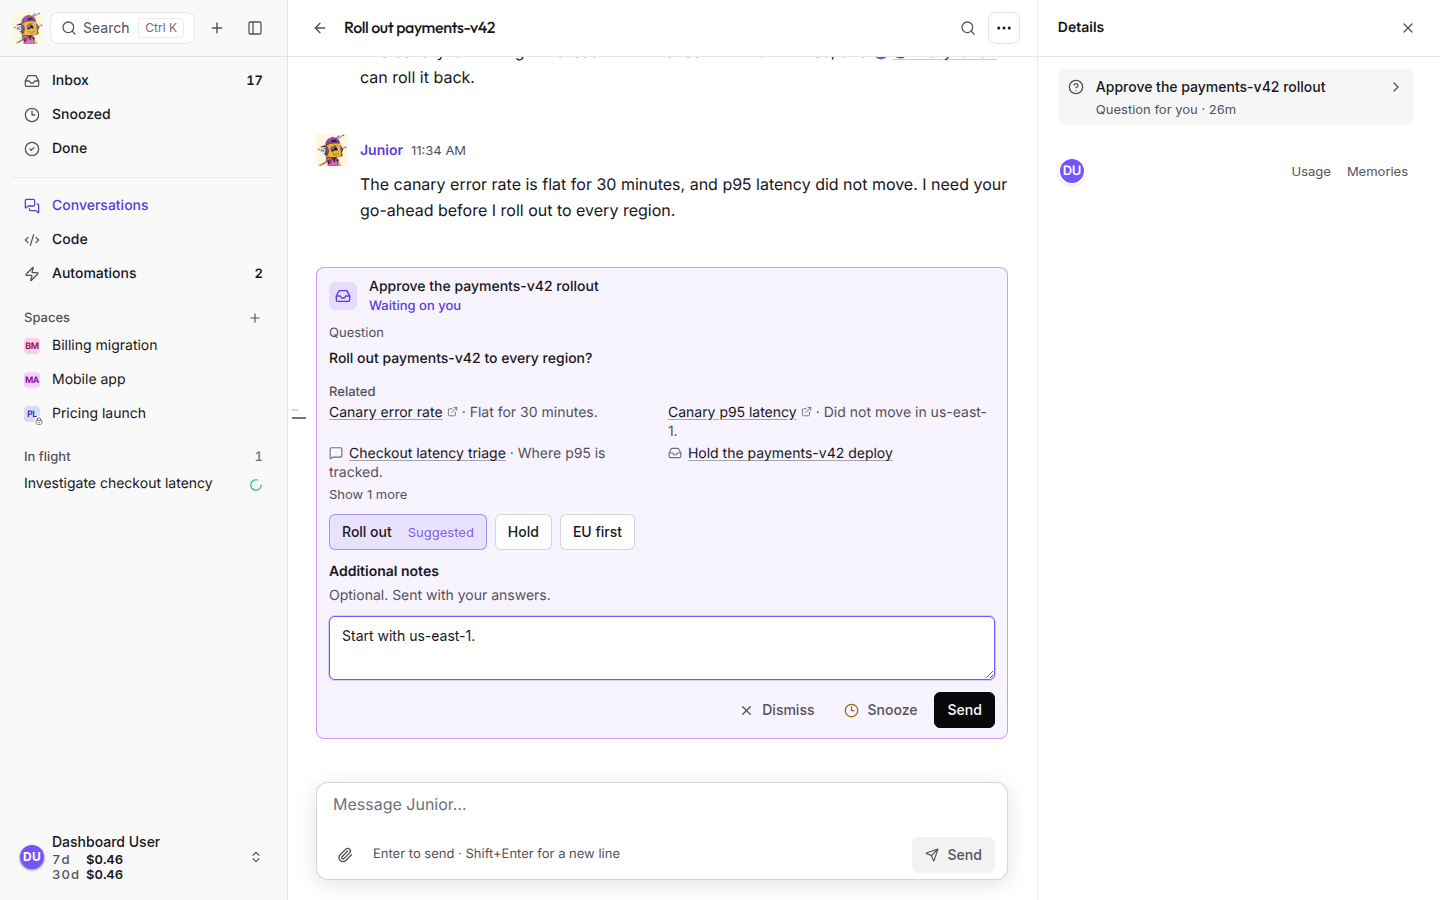 Search Ctrl K
Inbox 17
Snoozed
Done
Conversations
Code
Automations 2
Spaces
BM Billing migration
MA Mobile app
PL Pricing launch
In flight 1
Investigate checkout latency
DU Dashboard User
7d $0.46
30d $0.46
Roll out payments-v42
can roll it back.
Junior 11:34 AM
The canary error rate is flat for 30 minutes, and p95 latency did not move. I need your
go-ahead before I roll out to every region.
Approve the payments-v42 rollout
Waiting on you
Question
Roll out payments-v42 to every region?
Related
Canary error rate · Flat for 30 minutes.
Canary p95 latency · Did not move in us-east-
1.
Checkout latency triage · Where p95 is
tracked.
Hold the payments-v42 deploy
Show 1 more
Roll out Suggested Hold EU first
Additional notes
Optional. Sent with your answers.
Start with us-east-1.
Dismiss Snooze Send
Message Junior...
Enter to send · Shift+Enter for a new line Send
Details
Approve the payments-v42 rollout
Question for you · 26m
DU Usage Memories